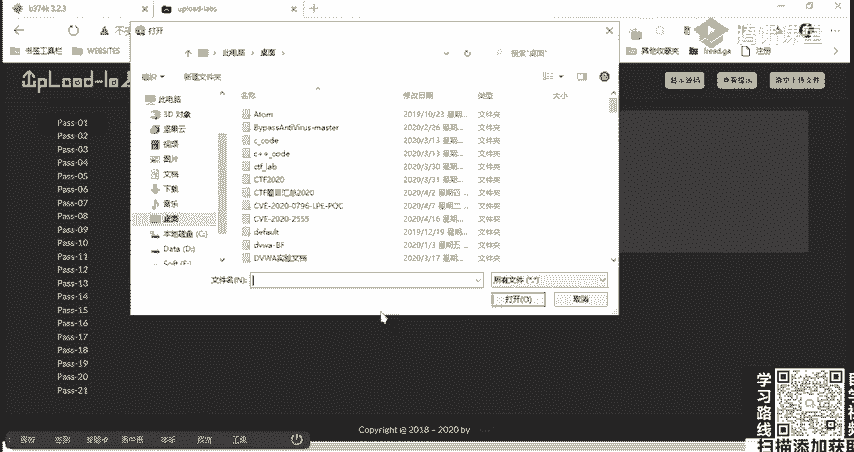 b374k 3.2.3
upload-labs
打开
不安
书签工具栏
WEBSITES
其他收藏夹
注册
腾讯课堂
此电脑
桌面
搜索"桌面"
组织
新建文件夹
名称
修改日期
类型
大小
此电脑
3D 对象
坚果云
视频
图片
文档
下载
音乐
桌面
本地磁盘 (C:)
Data (D:)
Atom 2019/10/23 星期... 文件夹
BypassAntiVirus-master 2020/2/26 星期... 文件夹
c_code 2020/3/13 星期... 文件夹
c++_code 2020/3/13 星期... 文件夹
ctf_lab 2020/3/30 星期... 文件夹
CTF2020 2020/3/31 星期... 文件夹
CTF题目汇总2020 2020/4/2 星期四 ... 文件夹
CVE-2020-0796-LPE-POC 2020/4/7 星期二 ... 文件夹
CVE-2020-2555 2020/4/16 星期... 文件夹
default 2019/12/19 星期... 文件夹
dvwa-BF 2020/1/3 星期五 ... 文件夹
DVWA实验文档 2020/3/17 星期... 文件夹
文件名(N):
所有文件 (*.*)
打开(O)
取消
显示源码
查看提示
清空上传文件
Pass-01
Pass-02
Pass-03
Pass-04
Pass-05
Pass-06
Pass-07
Pass-08
Pass-09
Pass-10
Pass-11
Pass-12
Pass-13
Pass-14
Pass-15
Pass-16
Pass-17
Pass-18
Pass-19
Pass-20
Pass-21
Copyright @ 2018 ~ 2020 by
工具
学习路线
扫描添加获取